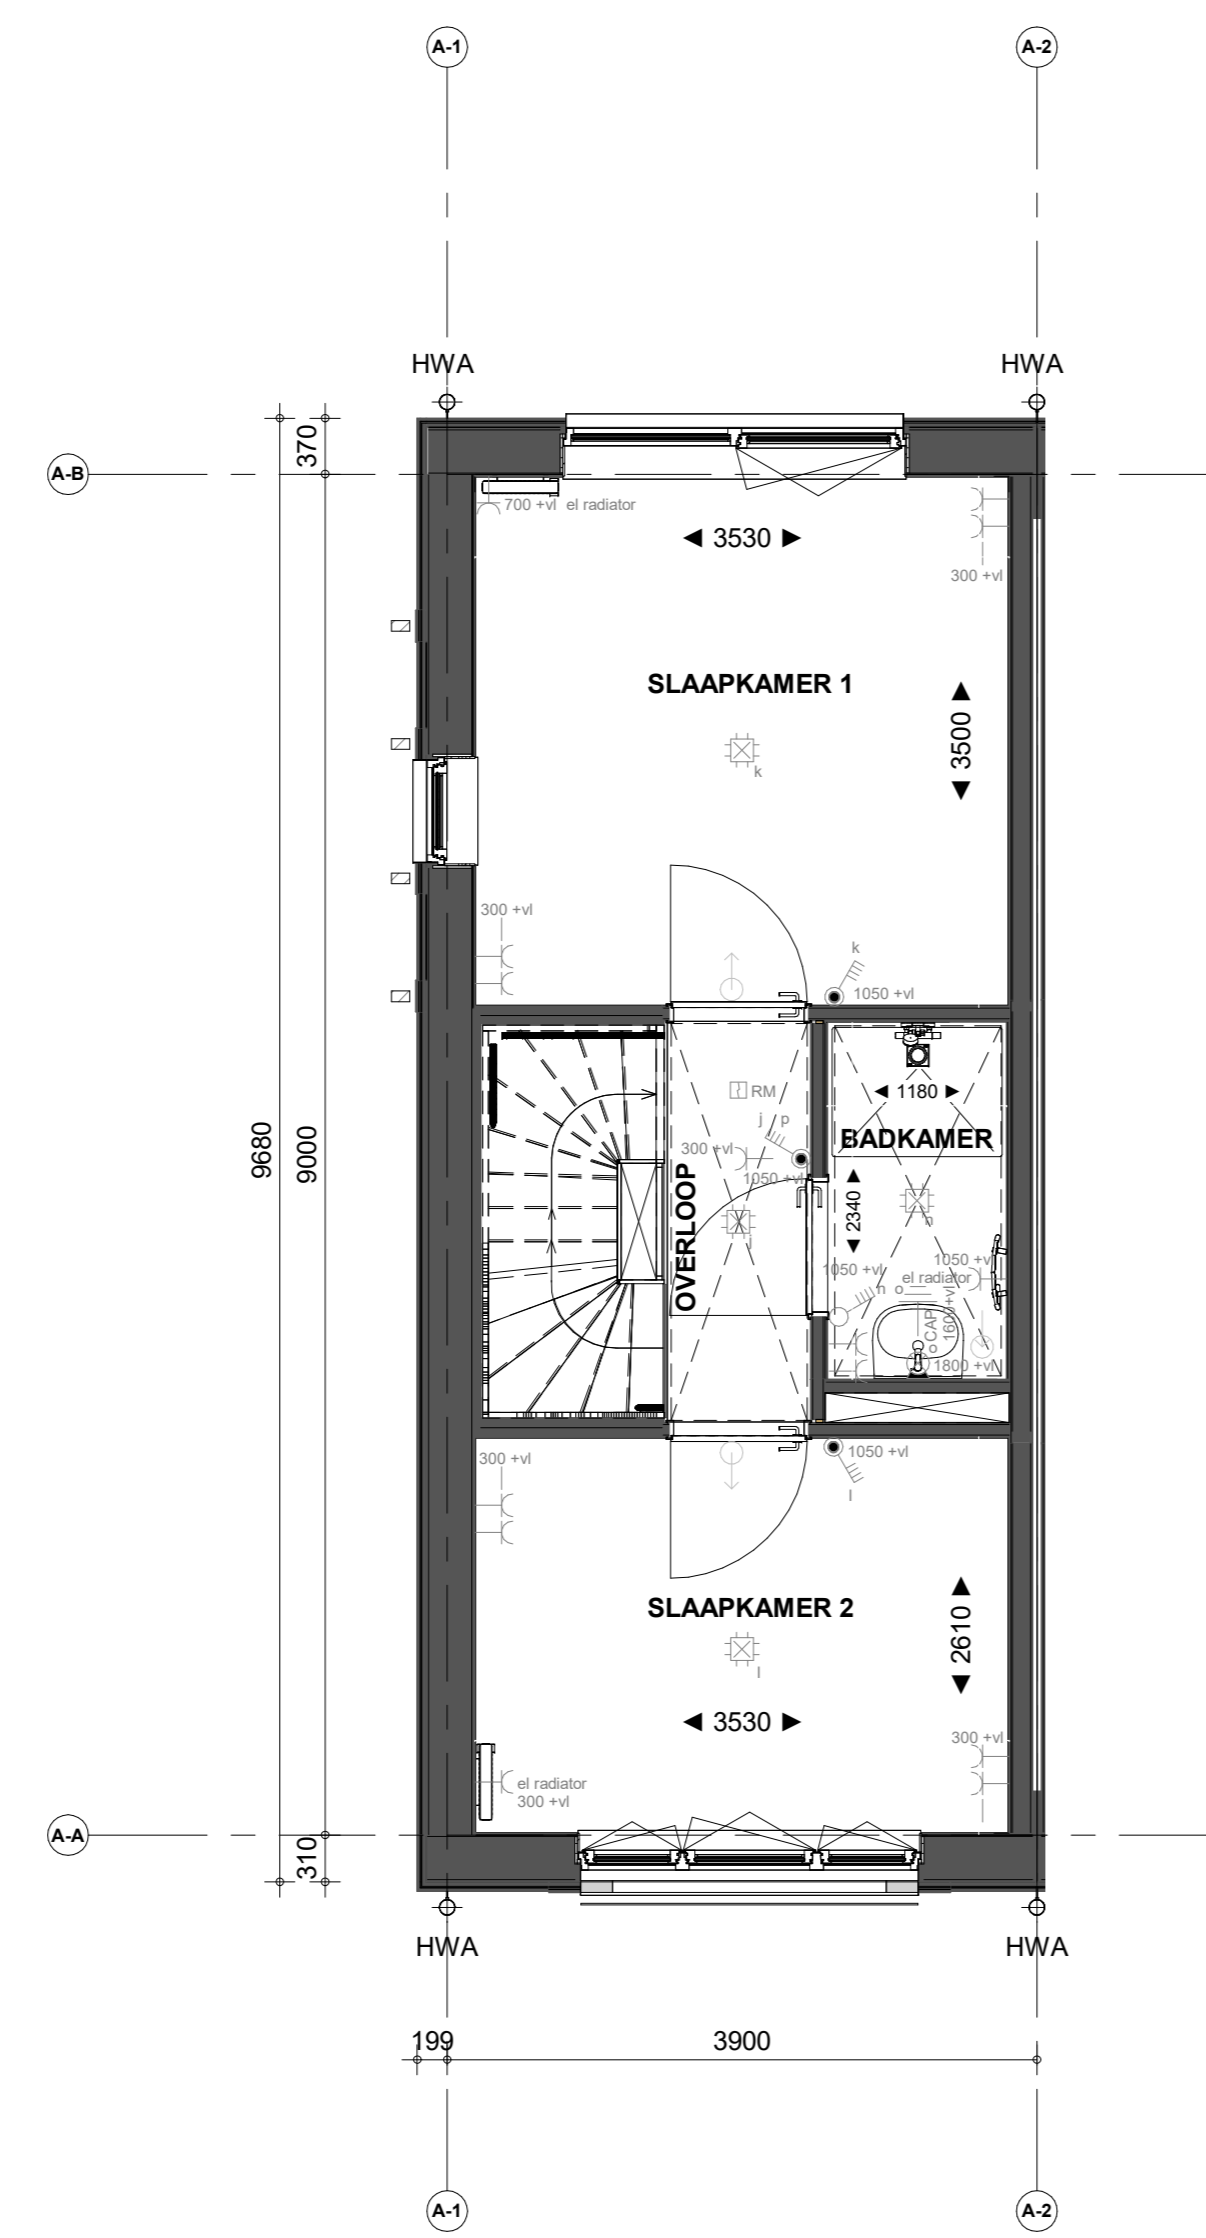 A-1
A-2
HWA
HWA
370
A-B
700 +vl el radiator
3530
300 +vl
SLAAPKAMER 1
3500
k
300 +vl
k
1050 +vl
9680
9000
RM
1180
j p
BADKAMER
300 +vl
1050 +vl
OVERLOOP
2340
n
j
1050 +vl
1050 +vl
el radiator
n o
CAP
1600+vl
o
1800 +vl
300 +vl
1050 +vl
l
SLAAPKAMER 2
2610
l
3530
300 +vl
el radiator
300 +vl
A-A
310
HWA
HWA
199
3900
A-1
A-2